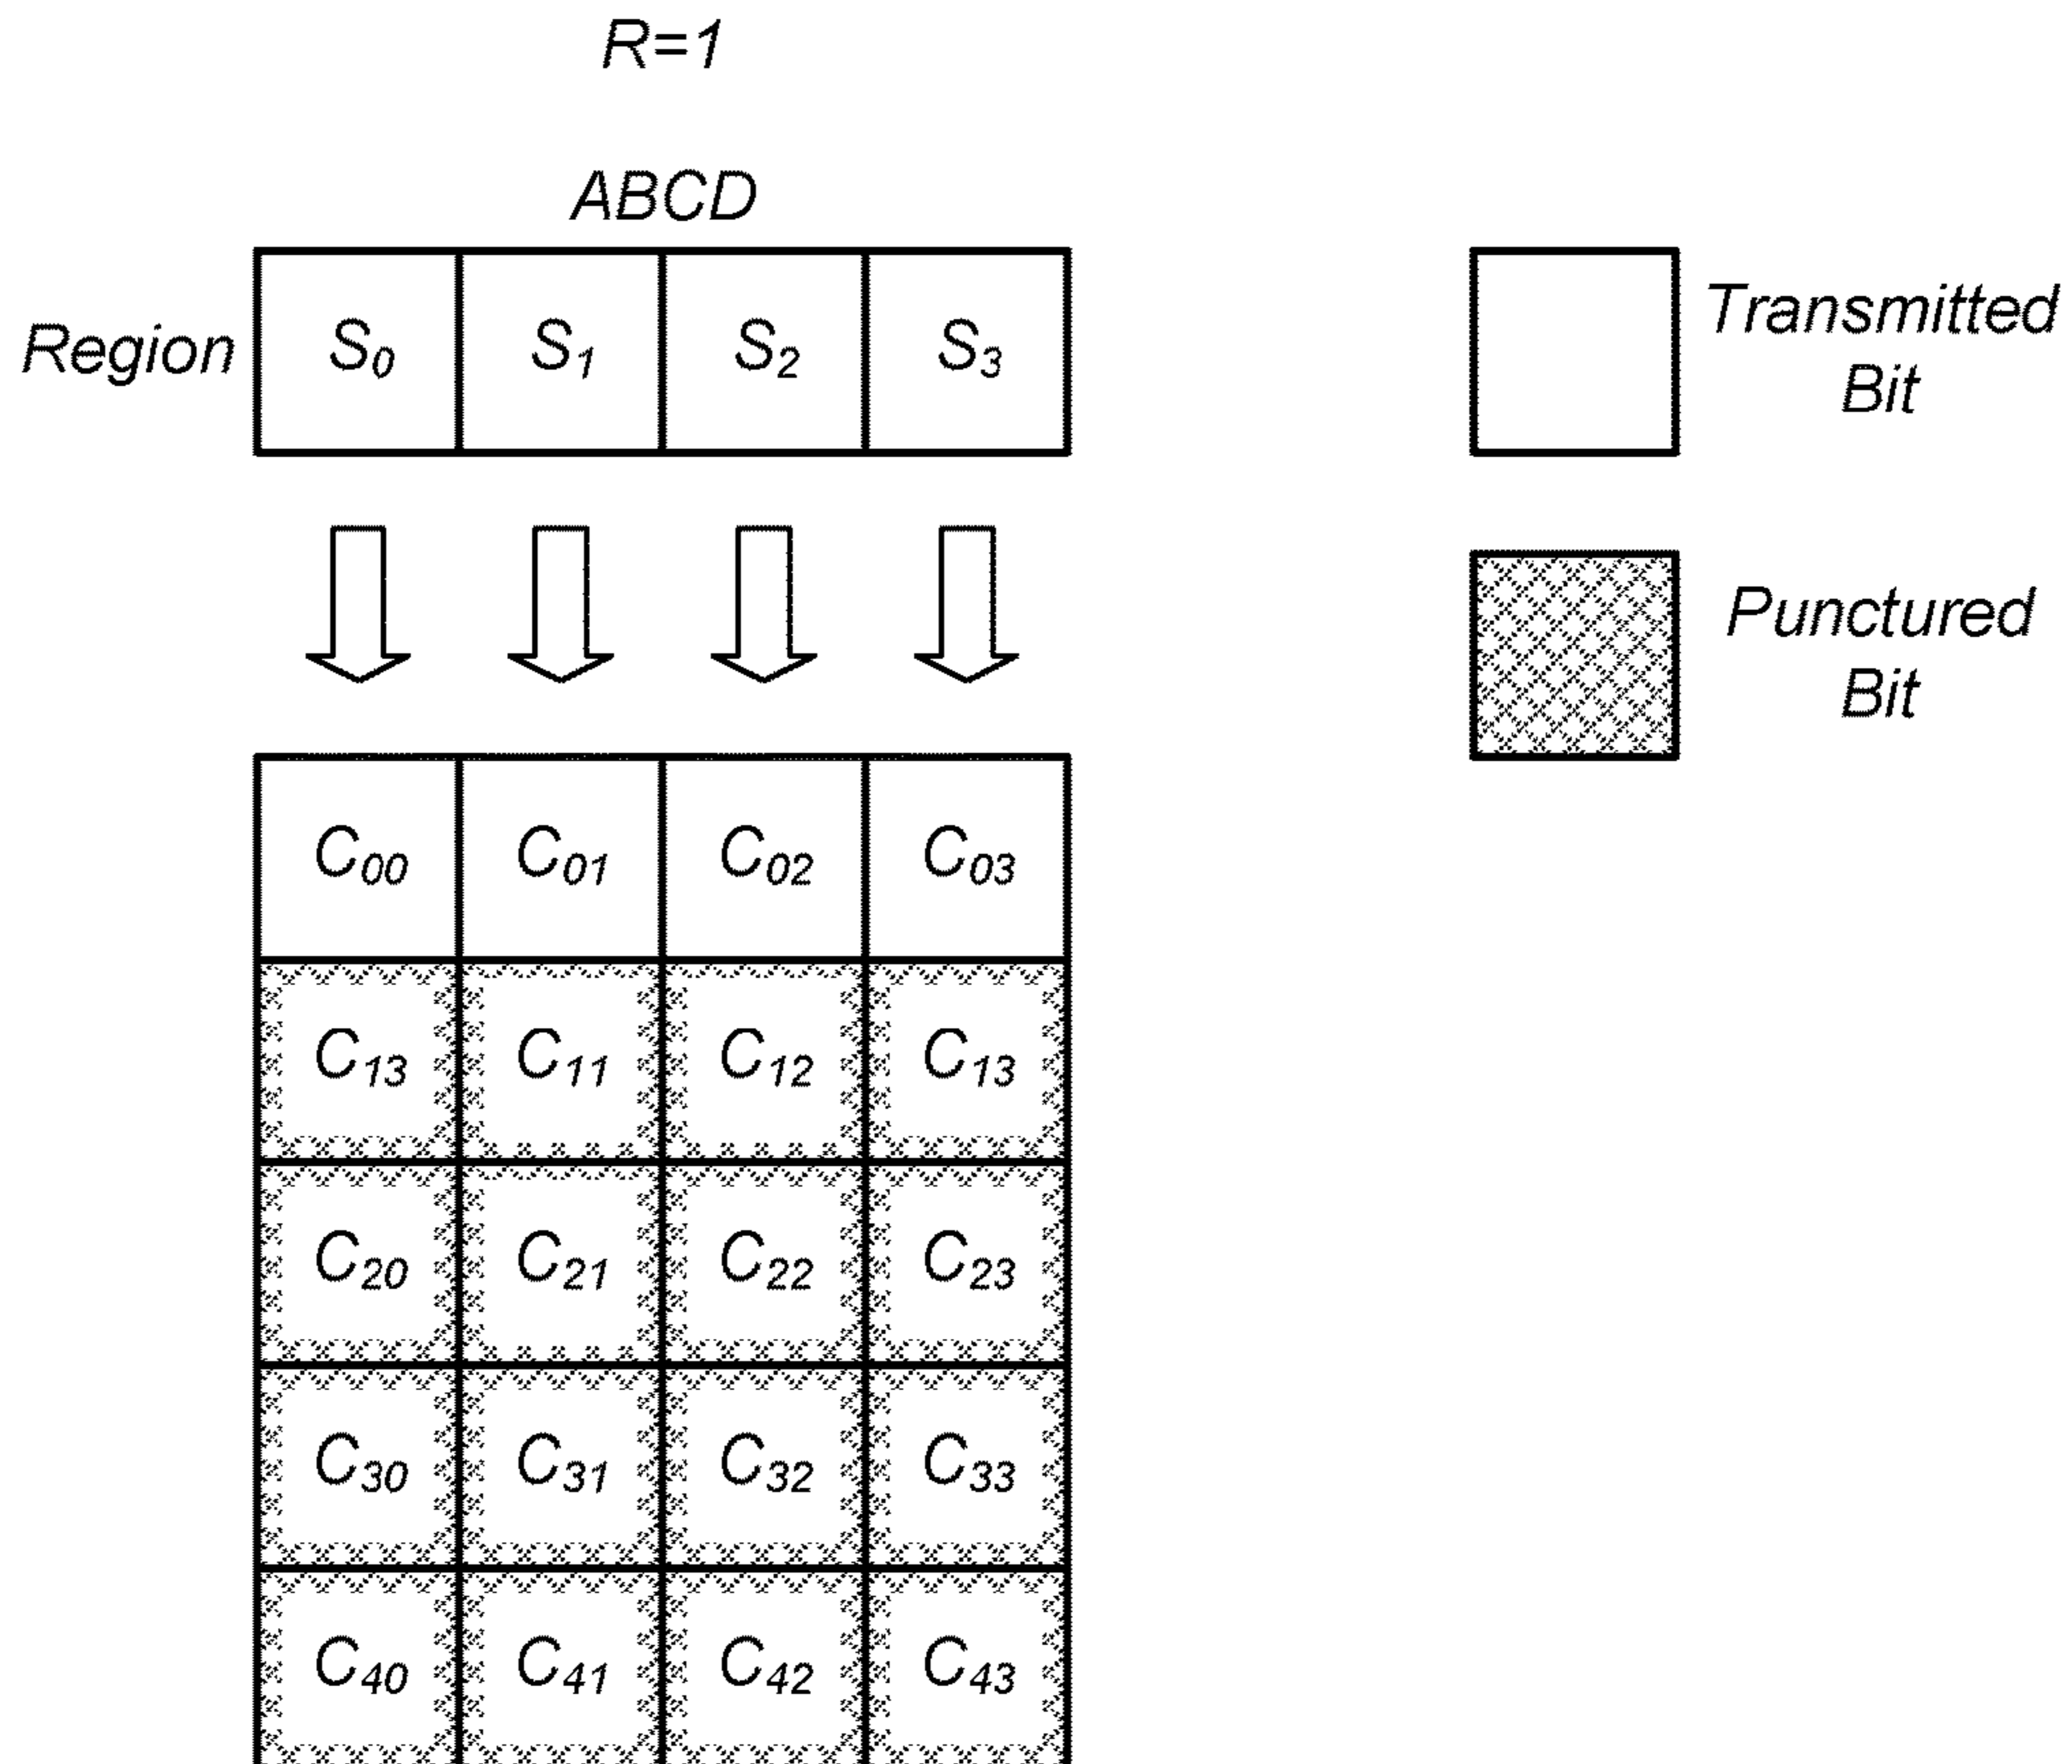 R=1
ABCD
Region S0 S1 S2 S3
Transmitted
Bit
Punctured
Bit
C00 C01 C02 C03
C13 C11 C12 C13
C20 C21 C22 C23
C30 C31 C32 C33
C40 C41 C42 C43